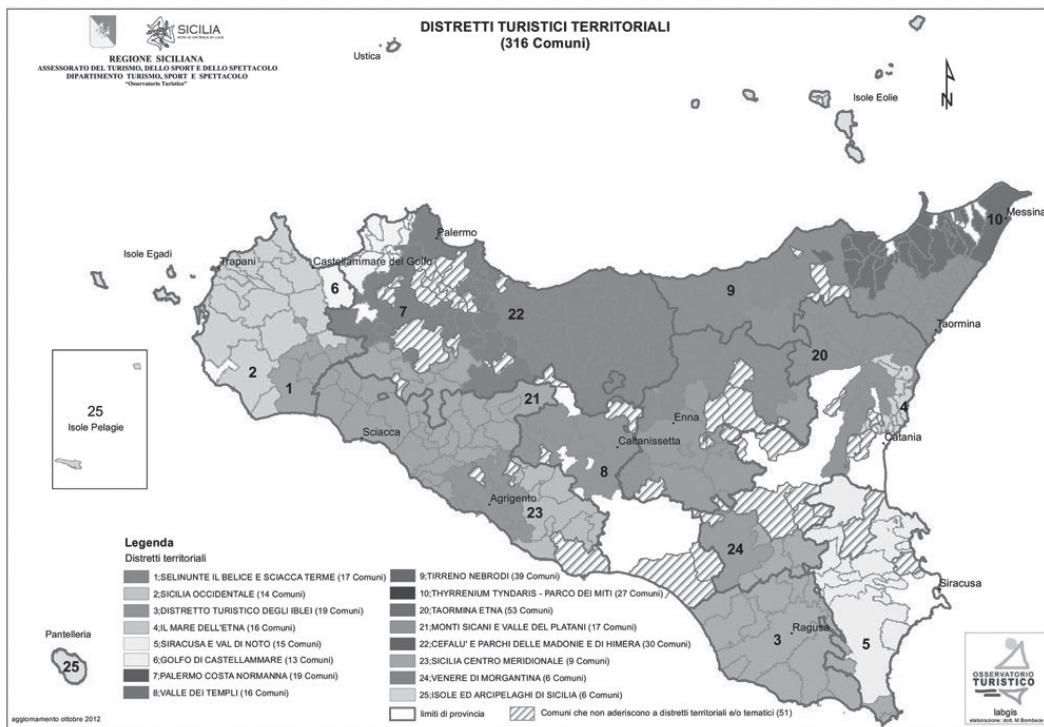 SICILIA
REGIONE SICILIANA
ASSESSORATO DEL TURISMO, DELLO SPORT E DELLO SPETTACOLO
DIPARTIMENTO TURISMO, SPORT E SPETTACOLO
"Osservatorio Turistico"
DISTRETTI TURISTICI TERRITORIALI
(316 Comuni)
Ustica
Isole Eolie
N
10
Messina
Palermo
Isole Egadi
Trapani
Castellammare del Golfo
6
7
22
9
Taormina
20
2
1
21
Enna
4
Catania
25
Isole Pelagie
Sciacca
Caltanissetta
8
Agrigento
23
24
Siracusa
Ragusa
3
5
Pantelleria
25
Legenda
Distretti territoriali
1;SELINUNTE IL BELICE E SCIACCA TERME (17 Comuni)
2;SICILIA OCCIDENTALE (14 Comuni)
3;DISTRETTO TURISTICO DEGLI IBLEI (19 Comuni)
4;IL MARE DELL'ETNA (16 Comuni)
5;SIRACUSA E VAL DI NOTO (15 Comuni)
6;GOLFO DI CASTELLAMMARE (13 Comuni)
7;PALERMO COSTA NORMANNA (19 Comuni)
8;VALLE DEI TEMPLI (16 Comuni)
9;TIRRENO NEBRODI (39 Comuni)
10;THYRRENIUM TYNDARIS - PARCO DEI MITI (27 Comuni)
20;TAORMINA ETNA (53 Comuni)
21;MONTI SICANI E VALLE DEL PLATANI (17 Comuni)
22;CEFALU' E PARCHI DELLE MADONIE E DI HIMERA (30 Comuni)
23;SICILIA CENTRO MERIDIONALE (9 Comuni)
24;VENERE DI MORGANTINA (6 Comuni)
25;ISOLE ED ARCIPELAGHI DI SICILIA (6 Comuni)
limiti di provincia
Comuni che non aderiscono a distretti territoriali e/o tematici (51)
OSSERVATORIO
TURISTICO
labgis
elaborazione: dott. M.Bombace
aggiornamento ottobre 2012